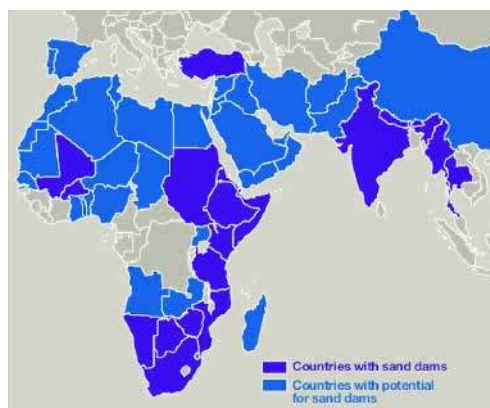 Countries with sand dams
Countries with potential
for sand dams